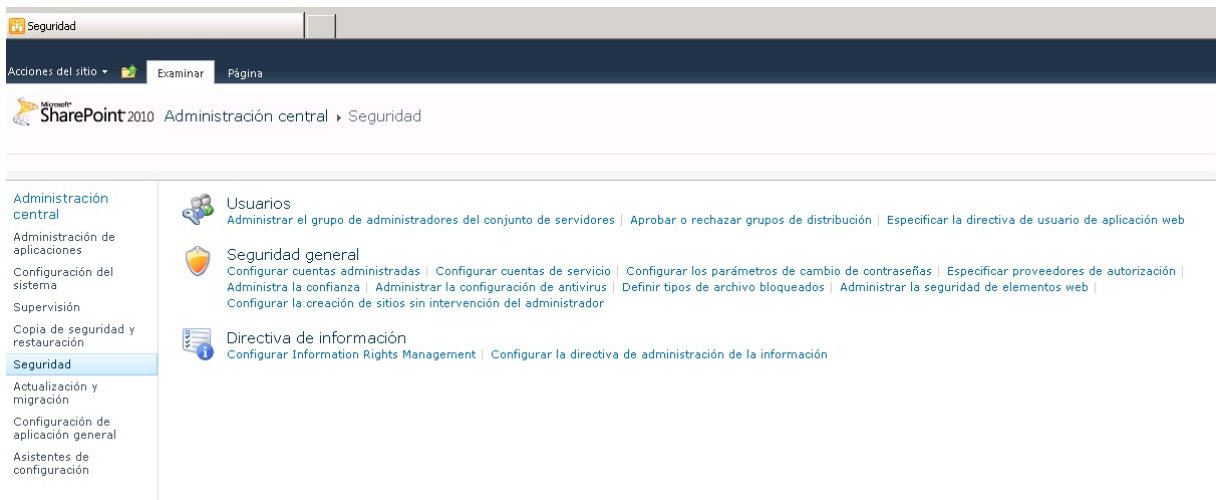 Seguridad
Acciones del sitio
Examinar
Página
Microsoft
SharePoint 2010 Administración central ▸ Seguridad
Administración
central
Administración de
aplicaciones
Configuración del
sistema
Supervisión
Copia de seguridad y
restauración
Seguridad
Actualización y
migración
Configuración de
aplicación general
Asistentes de
configuración
Usuarios
Administrar el grupo de administradores del conjunto de servidores | Aprobar o rechazar grupos de distribución | Especificar la directiva de usuario de aplicación web
Seguridad general
Configurar cuentas administradas | Configurar cuentas de servicio | Configurar los parámetros de cambio de contraseñas | Especificar proveedores de autorización |
Administra la confianza | Administrar la configuración de antivirus | Definir tipos de archivo bloqueados | Administrar la seguridad de elementos web |
Configurar la creación de sitios sin intervención del administrador
Directiva de información
Configurar Information Rights Management | Configurar la directiva de administración de la información